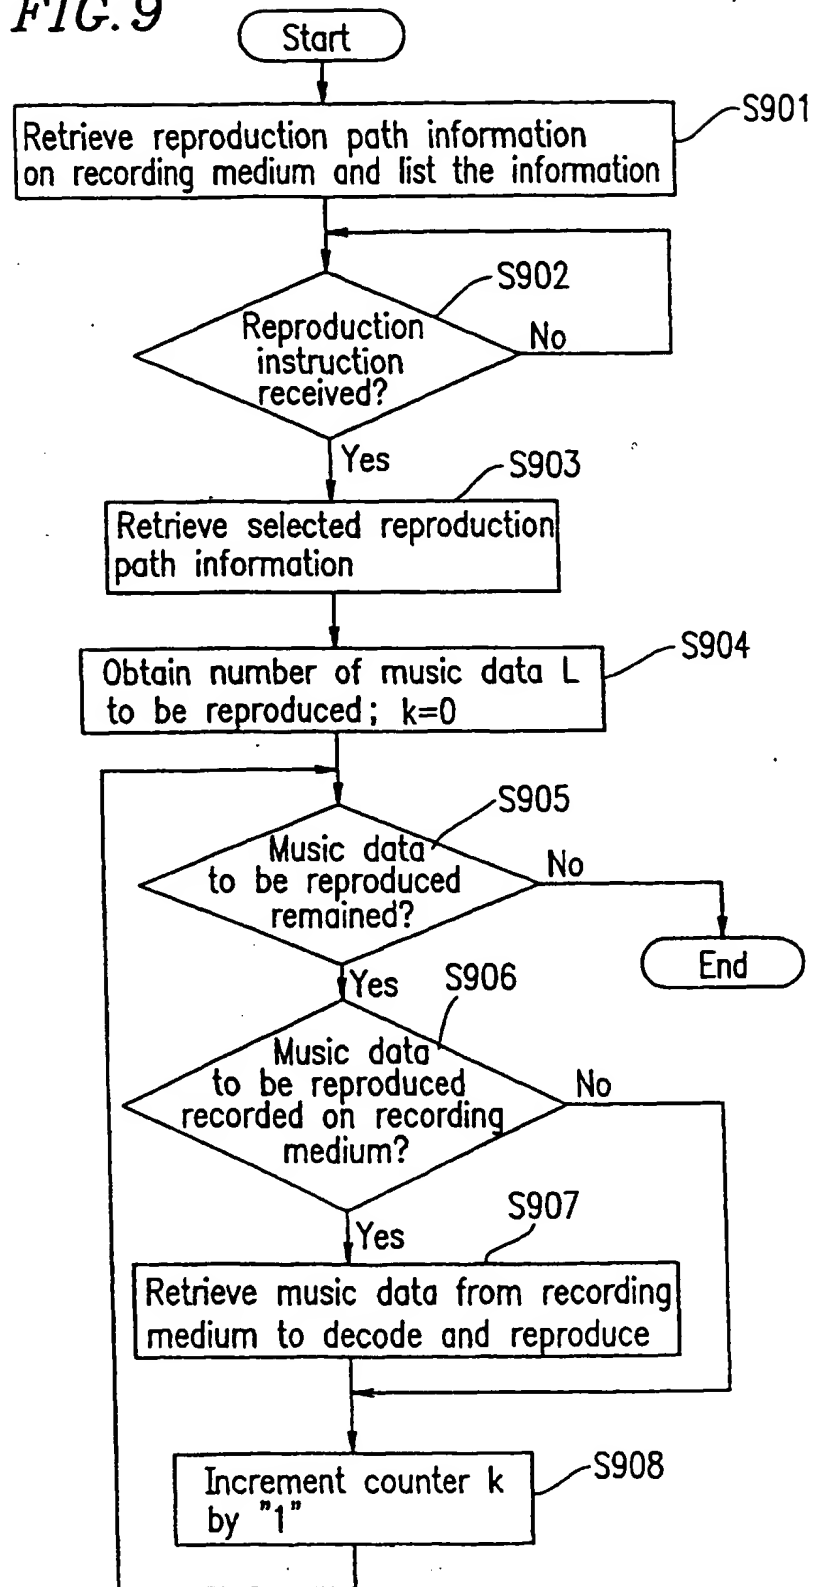 FIG. 9
Start
S901
Retrieve reproduction path information
on recording medium and list the information
S902
Reproduction
instruction
received?
No
Yes
S903
Retrieve selected reproduction
path information
S904
Obtain number of music data L
to be reproduced; k=0
S905
Music data
to be reproduced
remained?
No
End
Yes
S906
Music data
to be reproduced
recorded on recording
medium?
No
Yes
S907
Retrieve music data from recording
medium to decode and reproduce
S908
Increment counter k
by "1"